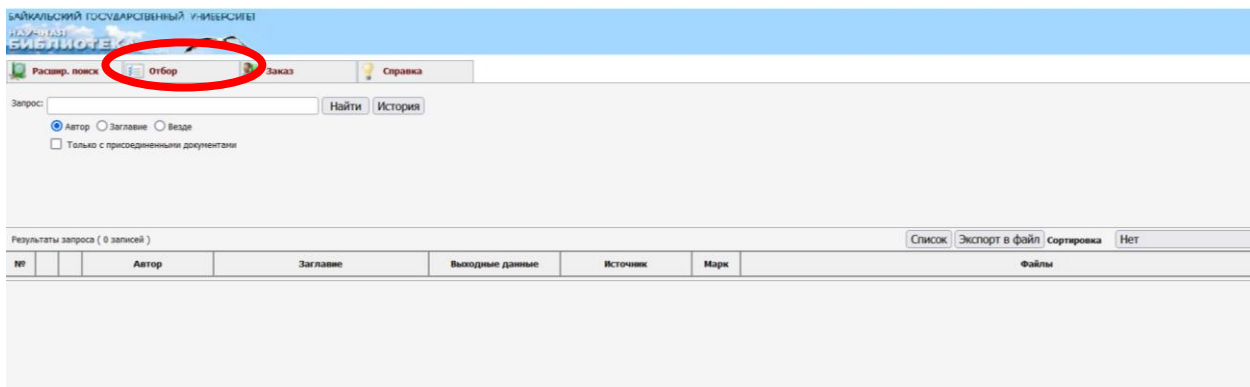 БАЙКАЛЬСКИЙ ГОСУДАРСТВЕННЫЙ УНИВЕРСИТЕТ
НАУЧНАЯ
БИБЛИОТЕКА
Расшир. поиск Отбор Заказ Справка
Запрос: Найти История
Автор Заглавие Везде
Только с присоединенными документами
Результаты запроса ( 0 записей ) Список Экспорт в файл Сортировка Нет
№ Автор Заглавие Выходные данные Источник Марк Файлы